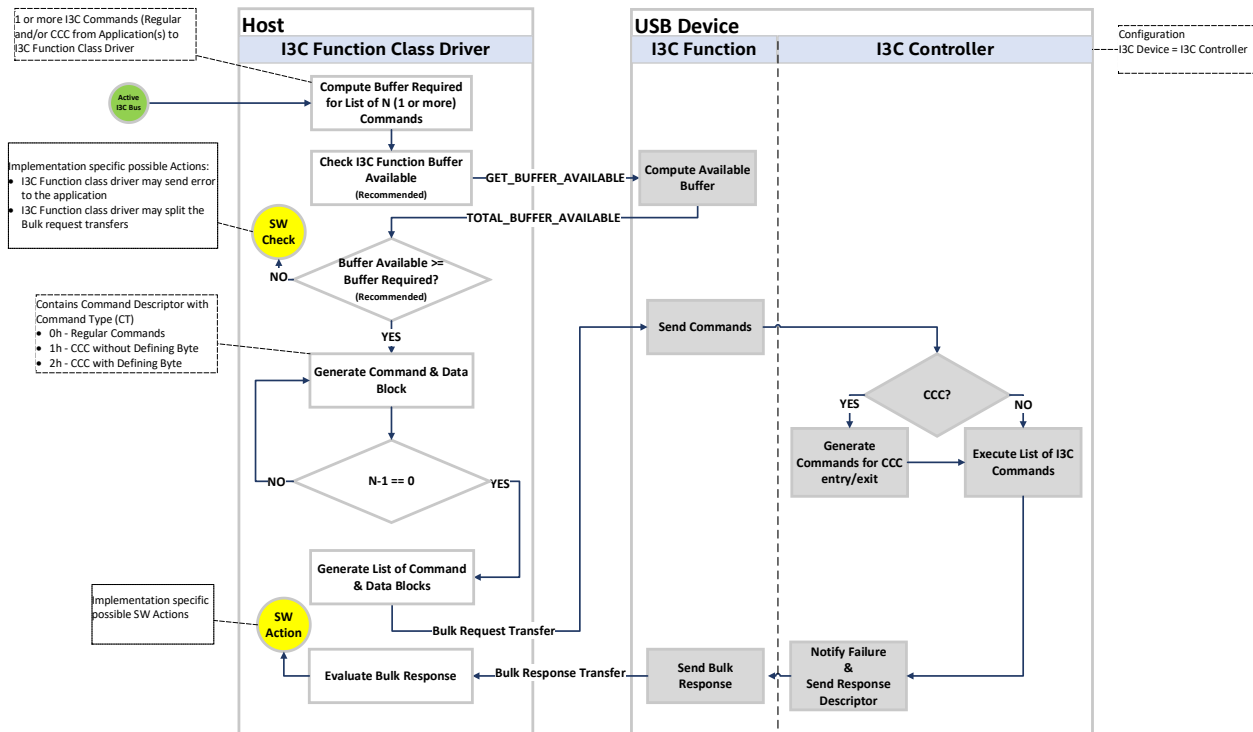 1 or more I3C Commands (Regular
and/or CCC from Application(s) to
I3C Function Class Driver
Host
I3C Function Class Driver
USB Device
I3C Function
I3C Controller
Configuration
I3C Device = I3C Controller
Active
I3C Bus
Compute Buffer Required
for List of N (1 or more)
Commands
Implementation specific possible Actions:
• I3C Function class driver may send error
to the application
• I3C Function class driver may split the
Bulk request transfers
Check I3C Function Buffer
Available
(Recommended)
GET_BUFFER_AVAILABLE
Compute Available
Buffer
TOTAL_BUFFER_AVAILABLE
SW
Check
NO
Buffer Available >=
Buffer Required?
(Recommended)
YES
Contains Command Descriptor with
Command Type (CT)
• 0h - Regular Commands
• 1h - CCC without Defining Byte
• 2h - CCC with Defining Byte
Generate Command & Data
Block
NO
N-1 == 0
YES
Generate List of Command
& Data Blocks
Bulk Request Transfer
Send Commands
CCC?
YES
NO
Generate
Commands for CCC
entry/exit
Execute List of I3C
Commands
Notify Failure
&
Send Response
Descriptor
Send Bulk
Response
Bulk Response Transfer
Evaluate Bulk Response
SW
Action
Implementation specific
possible SW Actions